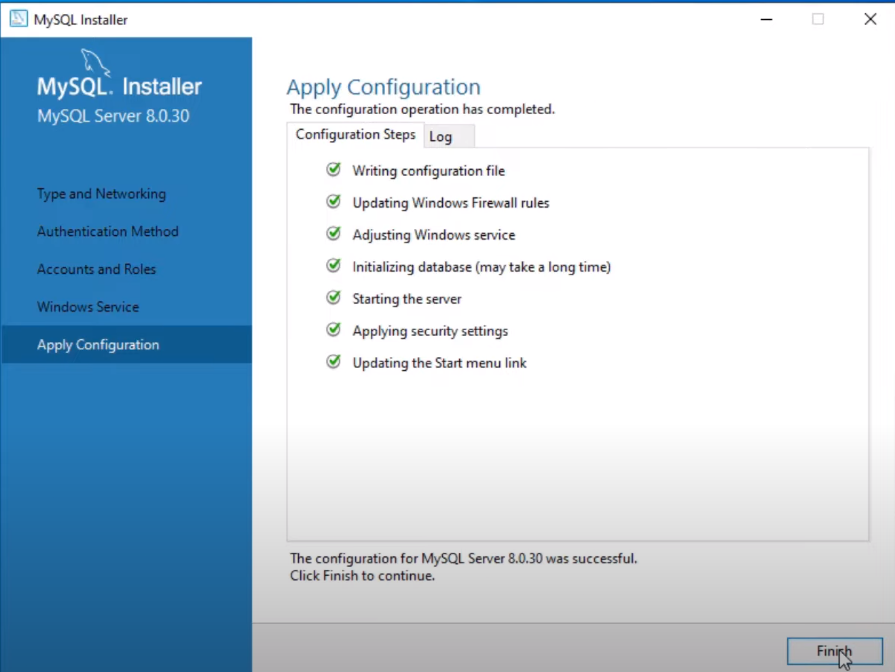 MySQL Installer
MySQL. Installer
MySQL Server 8.0.30
Type and Networking
Authentication Method
Accounts and Roles
Windows Service
Apply Configuration
Apply Configuration
The configuration operation has completed.
Configuration Steps
Log
Writing configuration file
Updating Windows Firewall rules
Adjusting Windows service
Initializing database (may take a long time)
Starting the server
Applying security settings
Updating the Start menu link
The configuration for MySQL Server 8.0.30 was successful.
Click Finish to continue.
Finish